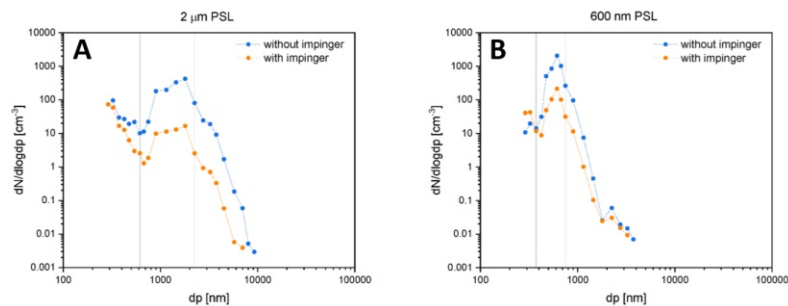 2 μm PSL
A
without impinger
with impinger
dN/dlogdp [cm⁻³]
10000
1000
100
10
1
0.1
0.01
0.001
100
1000
10000
100000
dp [nm]
600 nm PSL
B
without impinger
with impinger
dN/dlogdp [cm⁻³]
10000
1000
100
10
1
0.1
0.01
0.001
100
1000
10000
100000
dp [nm]